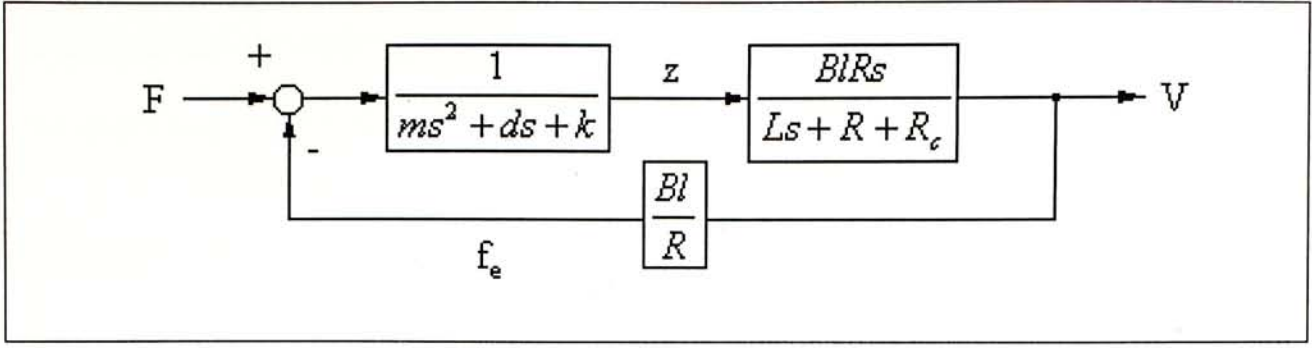 +
F
1
ms² + ds + k
z
BlRs
Ls + R + R_c
V
-
Bl
R
f_e